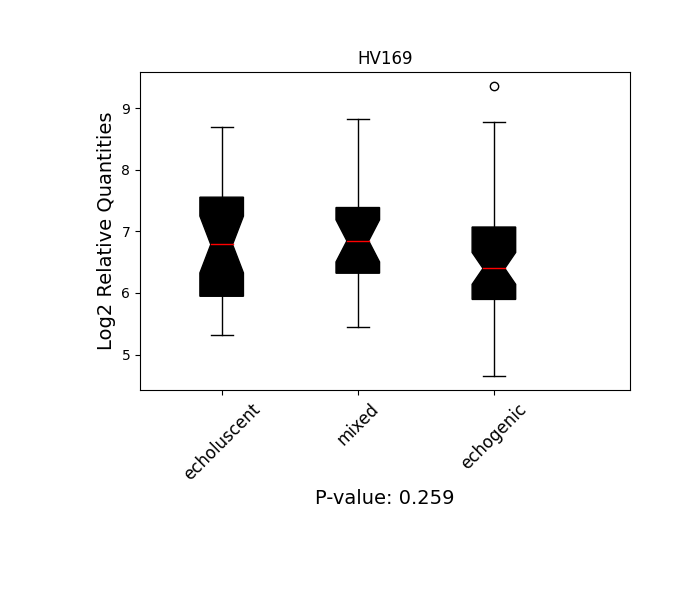 HV169
Log2 Relative Quantities
9
8
7
6
5
echoluscent
mixed
echogenic
P-value: 0.259